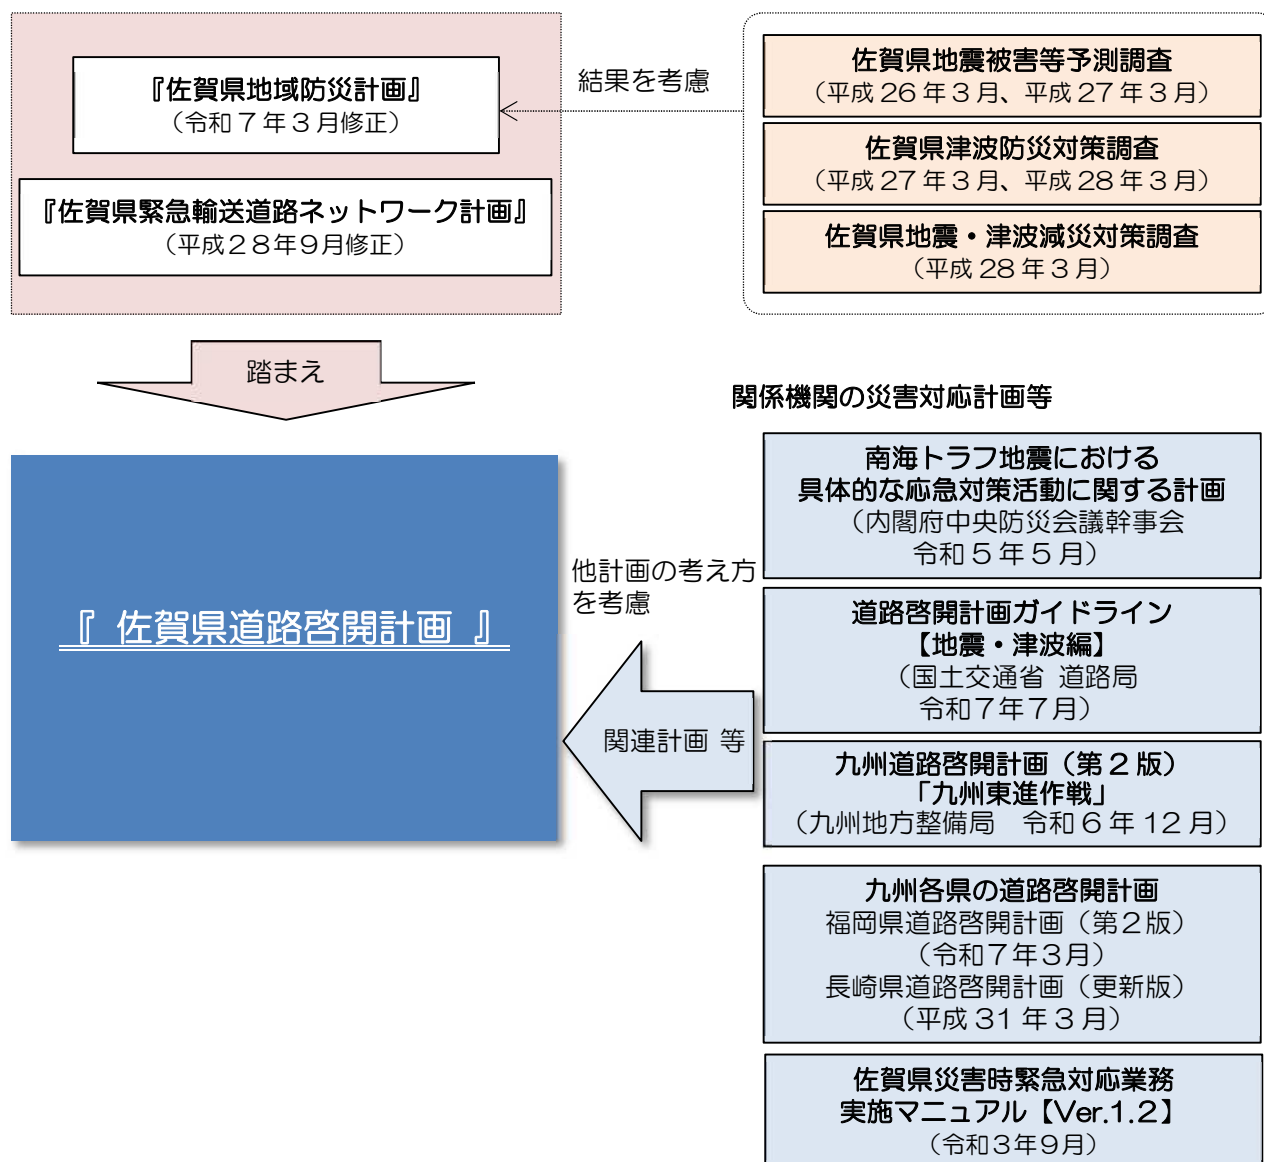 『佐賀県地域防災計画』
（令和７年３月修正）
『佐賀県緊急輸送道路ネットワーク計画』
（平成２８年９月修正）
結果を考慮
佐賀県地震被害等予測調査
（平成 26 年３月、平成 27 年３月）
佐賀県津波防災対策調査
（平成 27 年３月、平成 28 年３月）
佐賀県地震・津波減災対策調査
（平成 28 年３月）
踏まえ
『 佐賀県道路啓開計画 』
他計画の考え方
を考慮
関連計画 等
関係機関の災害対応計画等
南海トラフ地震における
具体的な応急対策活動に関する計画
（内閣府中央防災会議幹事会
令和５年５月）
道路啓開計画ガイドライン
【地震・津波編】
（国土交通省 道路局
令和７年７月）
九州道路啓開計画（第２版）
「九州東進作戦」
（九州地方整備局　令和６年 12 月）
九州各県の道路啓開計画
福岡県道路啓開計画（第２版）
（令和７年３月）
長崎県道路啓開計画（更新版）
（平成 31 年３月）
佐賀県災害時緊急対応業務
実施マニュアル【Ver.1.2】
（令和３年９月）